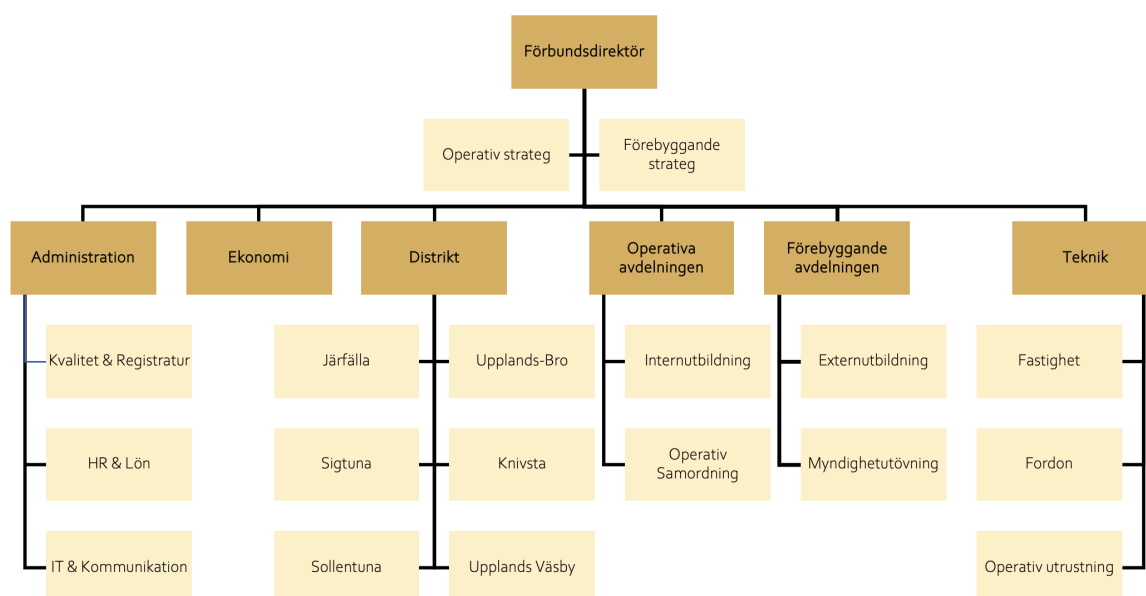 Förbundsdirektör
Operativ strateg
Förebyggande
strateg
Administration
Ekonomi
Distrikt
Operativa
avdelningen
Förebyggande
avdelningen
Teknik
Kvalitet & Registratur
Järfälla
Upplands-Bro
Internutbildning
Externutbildning
Fastighet
HR & Lön
Sigtuna
Knivsta
Operativ
Samordning
Myndighetutövning
Fordon
IT & Kommunikation
Sollentuna
Upplands Väsby
Operativ utrustning